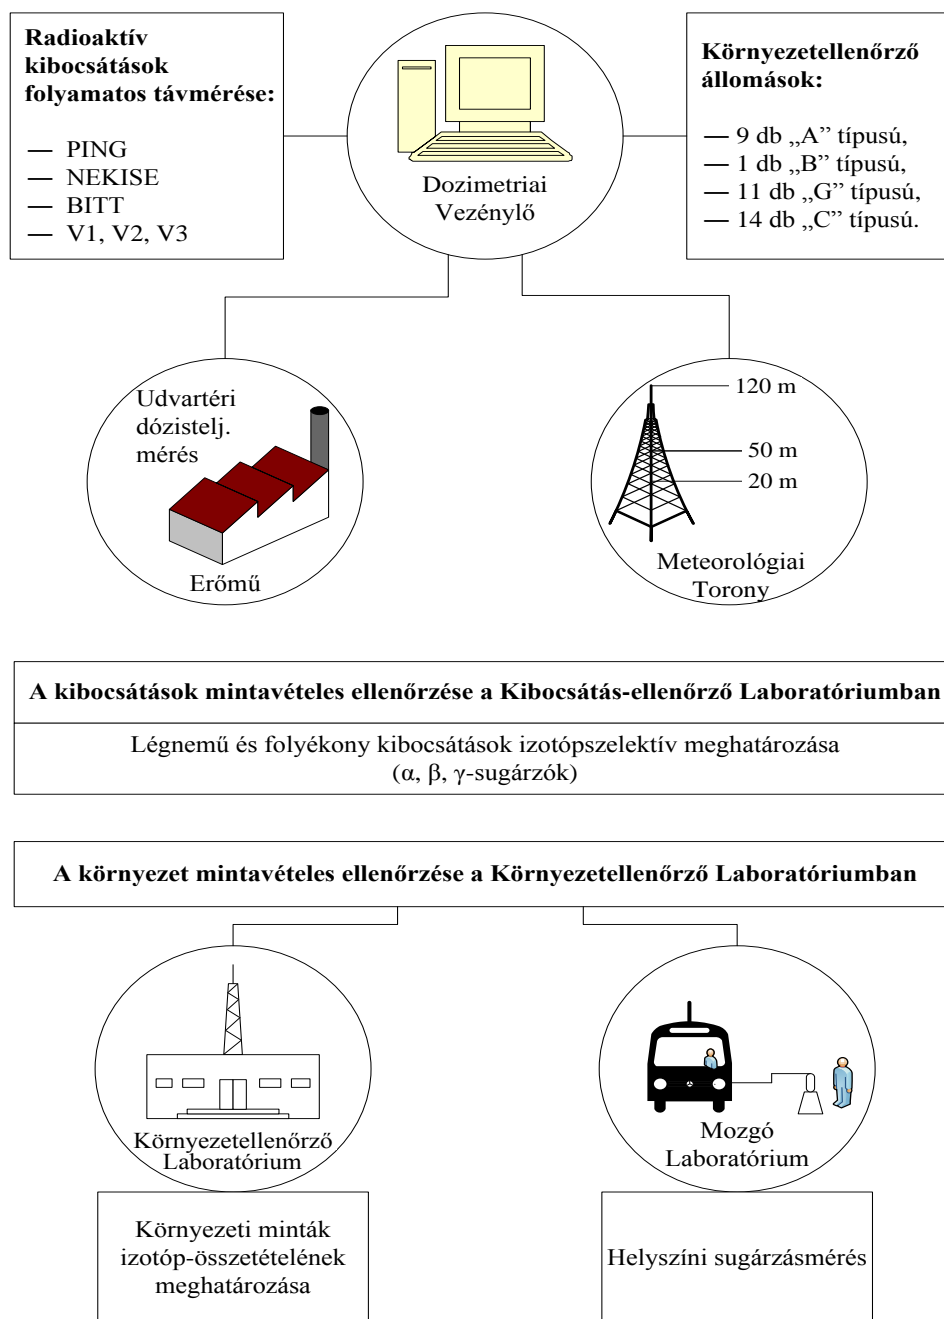 Radioaktív
kibocsátások
folyamatos távmérése:
— PING
— NEKISE
— BITT
— V1, V2, V3
Dozimetriai
Vezénylő
Környezetellenőrző
állomások:
— 9 db „A” típusú,
— 1 db „B” típusú,
— 11 db „G” típusú,
— 14 db „C” típusú.
Udvartéri
dózistelj.
mérés
Erőmű
120 m
50 m
20 m
Meteorológiai
Torony
A kibocsátások mintavételes ellenőrzése a Kibocsátás-ellenőrző Laboratóriumban
Légnemű és folyékony kibocsátások izotópszelektív meghatározása
(α, β, γ-sugárzók)
A környezet mintavételes ellenőrzése a Környezetellenőrző Laboratóriumban
Környezetellenőrző
Laboratórium
Mozgó
Laboratórium
Környezeti minták
izotóp-összetételének
meghatározása
Helyszíni sugárzásmérés